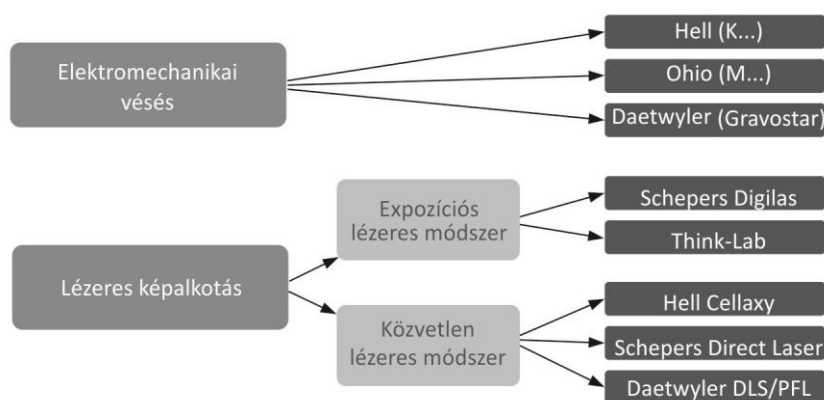 Elektromechanikai
vésés
Hell (K...)
Ohio (M...)
Daetwyler (Gravostar)
Lézeres képalkotás
Expozíciós
lézeres módszer
Schepers Digilas
Think-Lab
Közvetlen
lézeres módszer
Hell Cellaxy
Schepers Direct Laser
Daetwyler DLS/PFL